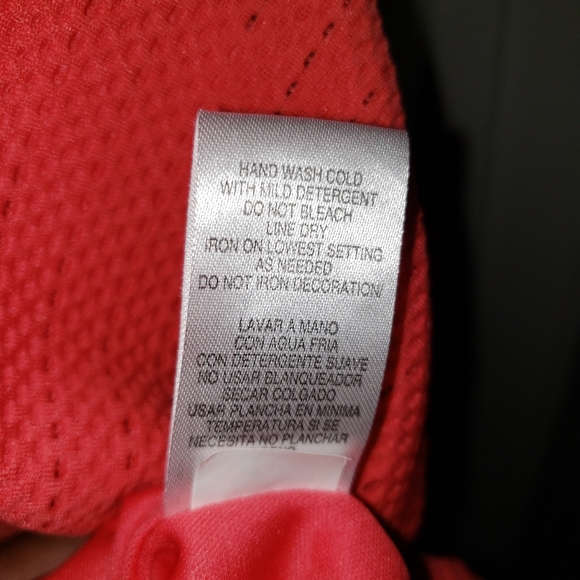 HAND WASH COLD
WITH MILD DETERGENT
DO NOT BLEACH
LINE DRY
IRON ON LOWEST SETTING
AS NEEDED
DO NOT IRON DECORATION/
LAVAR A MANO
CON AQUA FRIA
CON DETERGENTE SUAVE
NO USAR BLANQUEADOR
SECAR COLGADO
USAR PLANCHA EN MINIMA
TEMPERATURA SI SE
NECESITA NO PLANCHAR